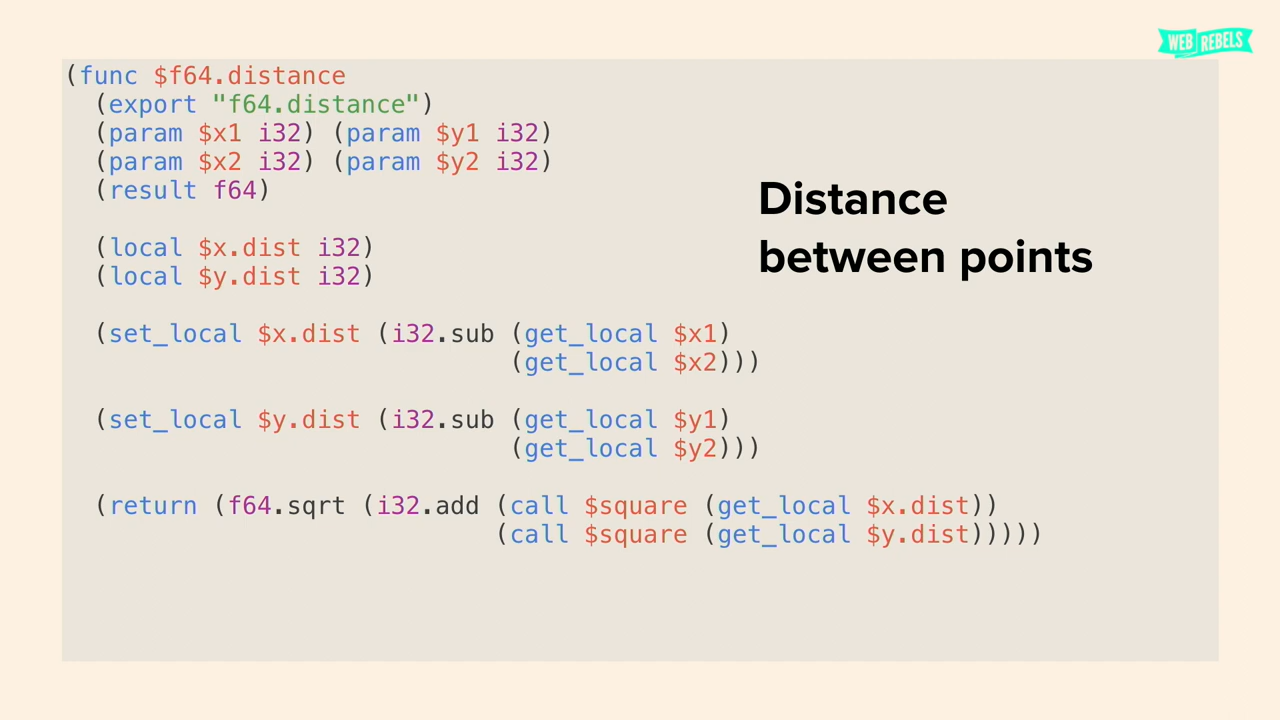 WEB REBELS
(func $f64.distance
  (export "f64.distance")
  (param $x1 i32) (param $y1 i32)
  (param $x2 i32) (param $y2 i32)
  (result f64)
  (local $x.dist i32)
  (local $y.dist i32)
  (set_local $x.dist (i32.sub (get_local $x1)
                              (get_local $x2)))
  (set_local $y.dist (i32.sub (get_local $y1)
                              (get_local $y2)))
  (return (f64.sqrt (i32.add (call $square (get_local $x.dist))
                             (call $square (get_local $y.dist)))))
Distance
between points